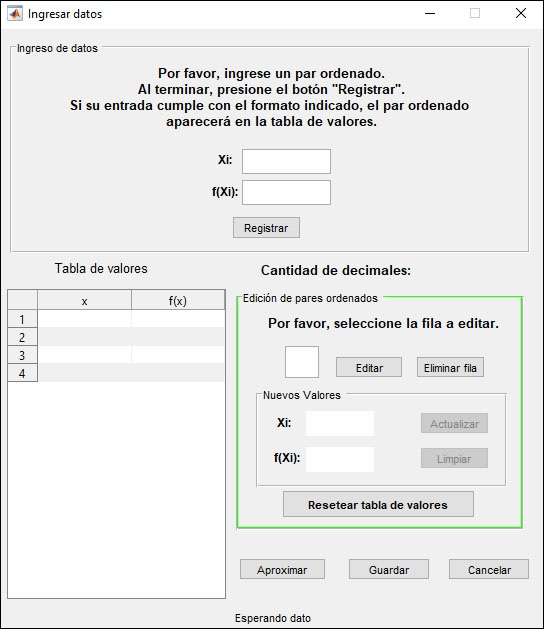 Ingresar datos
Ingreso de datos
Por favor, ingrese un par ordenado.
Al terminar, presione el botón "Registrar".
Si su entrada cumple con el formato indicado, el par ordenado
aparecerá en la tabla de valores.
Xi:
f(Xi):
Registrar
Tabla de valores
Cantidad de decimales:
x f(x)
1
2
3
4
Edición de pares ordenados
Por favor, seleccione la fila a editar.
Editar Eliminar fila
Nuevos Valores
Xi: Actualizar
f(Xi): Limpiar
Resetear tabla de valores
Aproximar Guardar Cancelar
Esperando dato